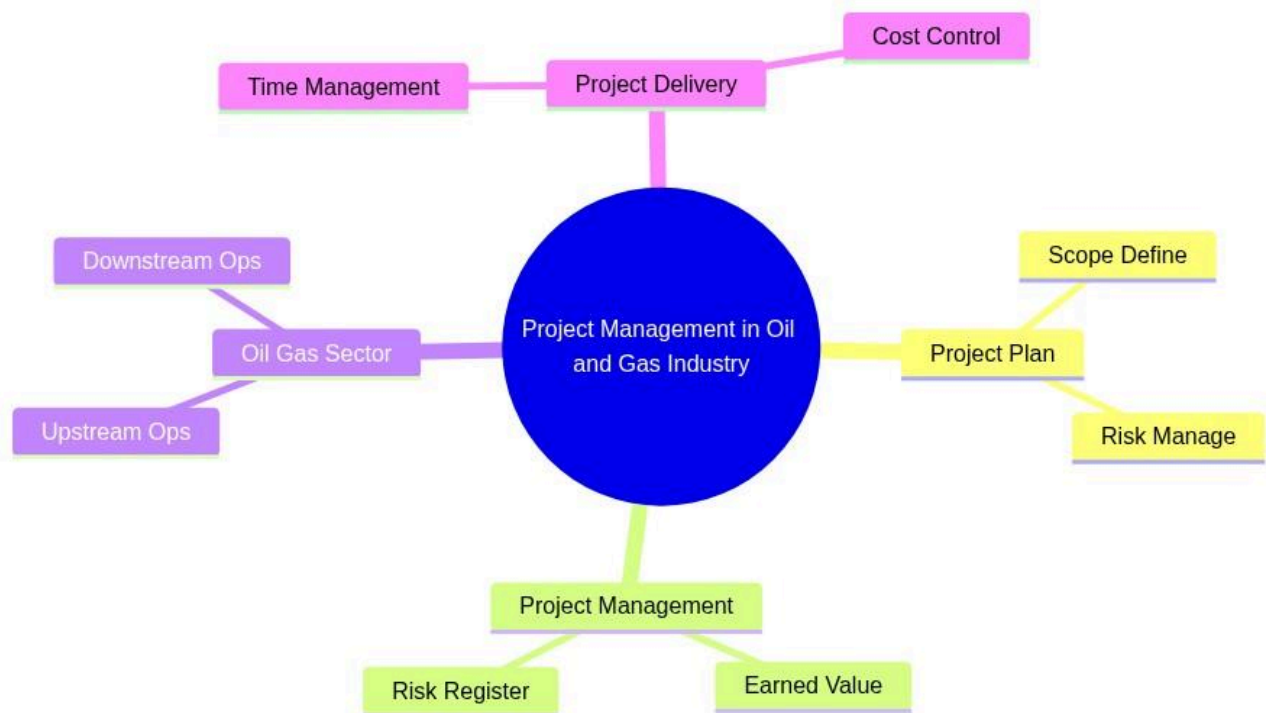 Cost Control
Time Management
Project Delivery
Downstream Ops
Scope Define
Project Management in Oil
and Gas Industry
Oil Gas Sector
Project Plan
Upstream Ops
Risk Manage
Project Management
Risk Register
Earned Value